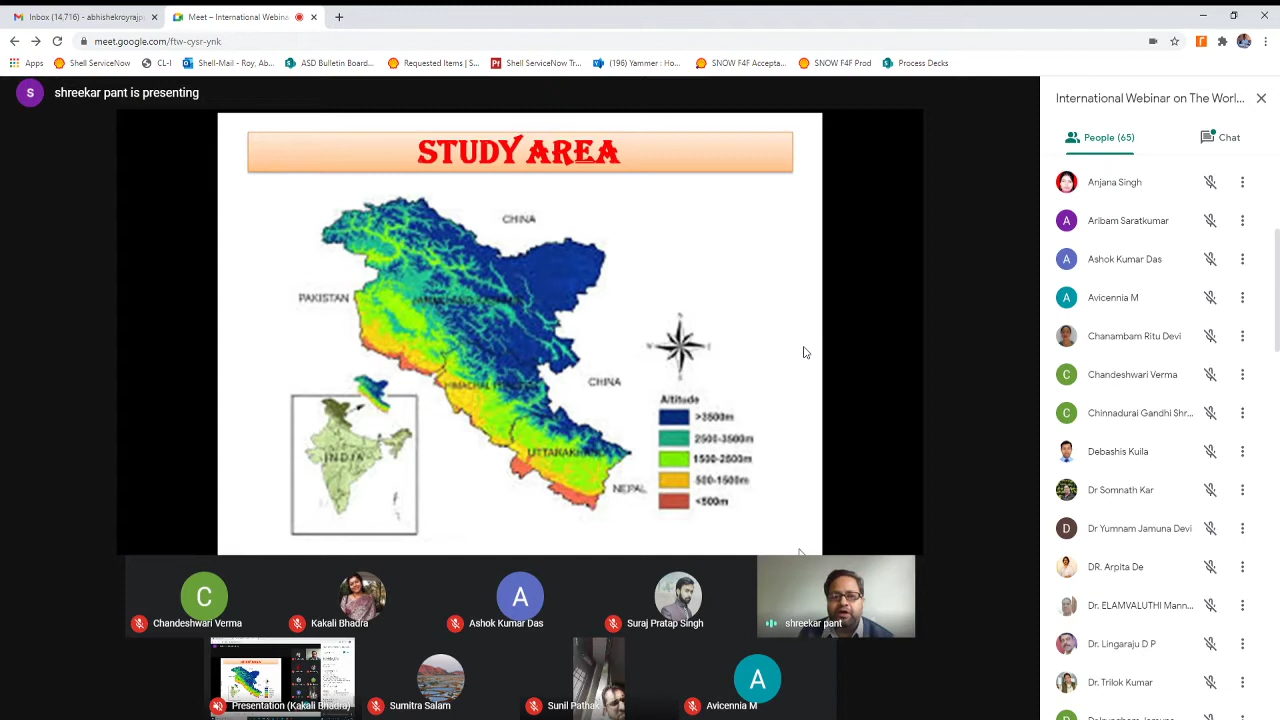 Inbox (14,716) - abhishekroyrajp
Meet – International Webina
meet.google.com/ftw-cysr-ynk
Apps
Shell ServiceNow
CL-I
Shell-Mail - Roy, Ab...
ASD Bulletin Board...
Requested Items | S...
Shell ServiceNow Tr...
(196) Yammer : Ho...
SNOW F4F Accepta...
SNOW F4F Prod
Process Decks
S
shreekar pant is presenting
STUDY AREA
CHINA
PAKISTAN
CHINA
UTTARAKHAND
NEPAL
INDIA
Altitude
>3500m
2500-3500m
1500-2500m
500-1500m
<500m
C
Chandeshwari Verma
Kakali Bhadra
A
Ashok Kumar Das
Suraj Pratap Singh
shreekar pant
Presentation (Kakali Bhadra)
Sumitra Salam
Sunil Pathak
A
Avicennia M
International Webinar on The Worl...
People (65)
Chat
Anjana Singh
A
Aribam Saratkumar
A
Ashok Kumar Das
A
Avicennia M
Chanambam Ritu Devi
C
Chandeshwari Verma
C
Chinnadurai Gandhi Shr...
Debashis Kuila
Dr Somnath Kar
D
Dr Yumnam Jamuna Devi
DR. Arpita De
Dr. ELAMVALUTHI Mann...
Dr. Lingaraju D P
Dr. Trilok Kumar